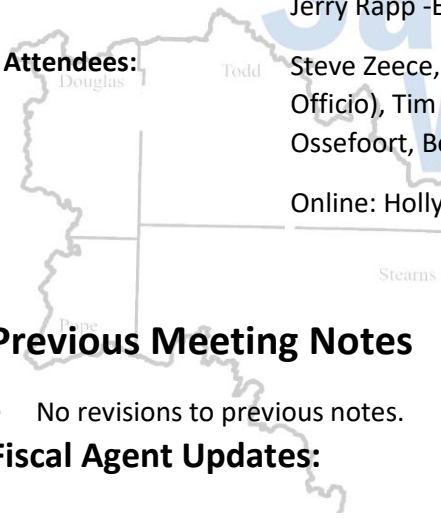 Jerry Rapp -
Attendees:
Steve Zeece,
Officio), Tim
Ossefoort,
Online: Holly
Douglas
Todd
Stearns
Pope
Previous Meeting Notes
No revisions to previous notes.
Fiscal Agent Updates: